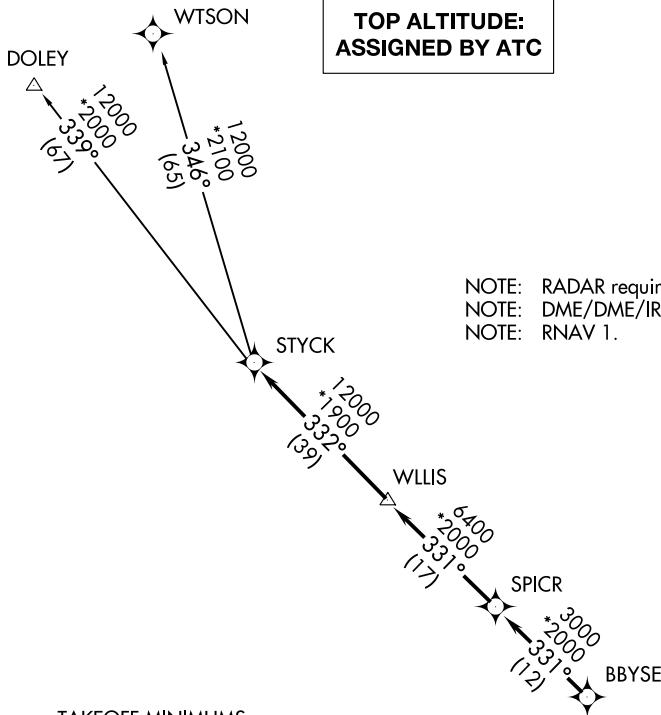 WTSON
TOP ALTITUDE:
ASSIGNED BY ATC
DOLEY
12000
*2000
339°
(67)
12000
*2100
346°
(65)
NOTE: RADAR requir
NOTE: DME/DME/IR
NOTE: RNAV 1.
STYCK
12000
*1900
332°
(39)
WLLIS
6400
*2000
331°
(17)
SPICR
3000
*2000
331°
(12)
BBYSE
TAKEOFF MINIMUMS